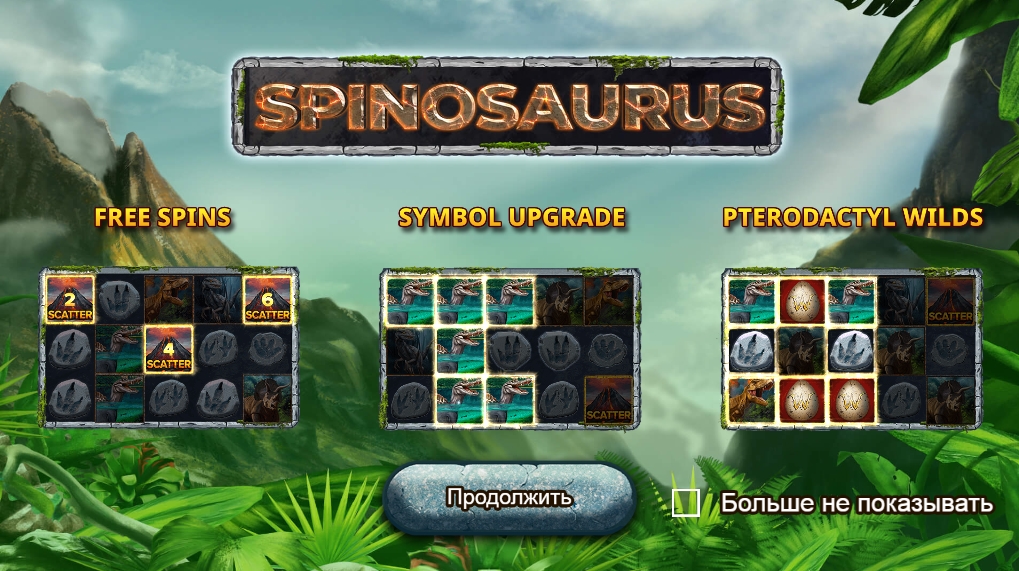 SPINOSAURUS
FREE SPINS
SYMBOL UPGRADE
PTERODACTYL WILDS
2
SCATTER
6
SCATTER
4
SCATTER
SCATTER
W
SCATTER
W
W
Продолжить
Больше не показывать